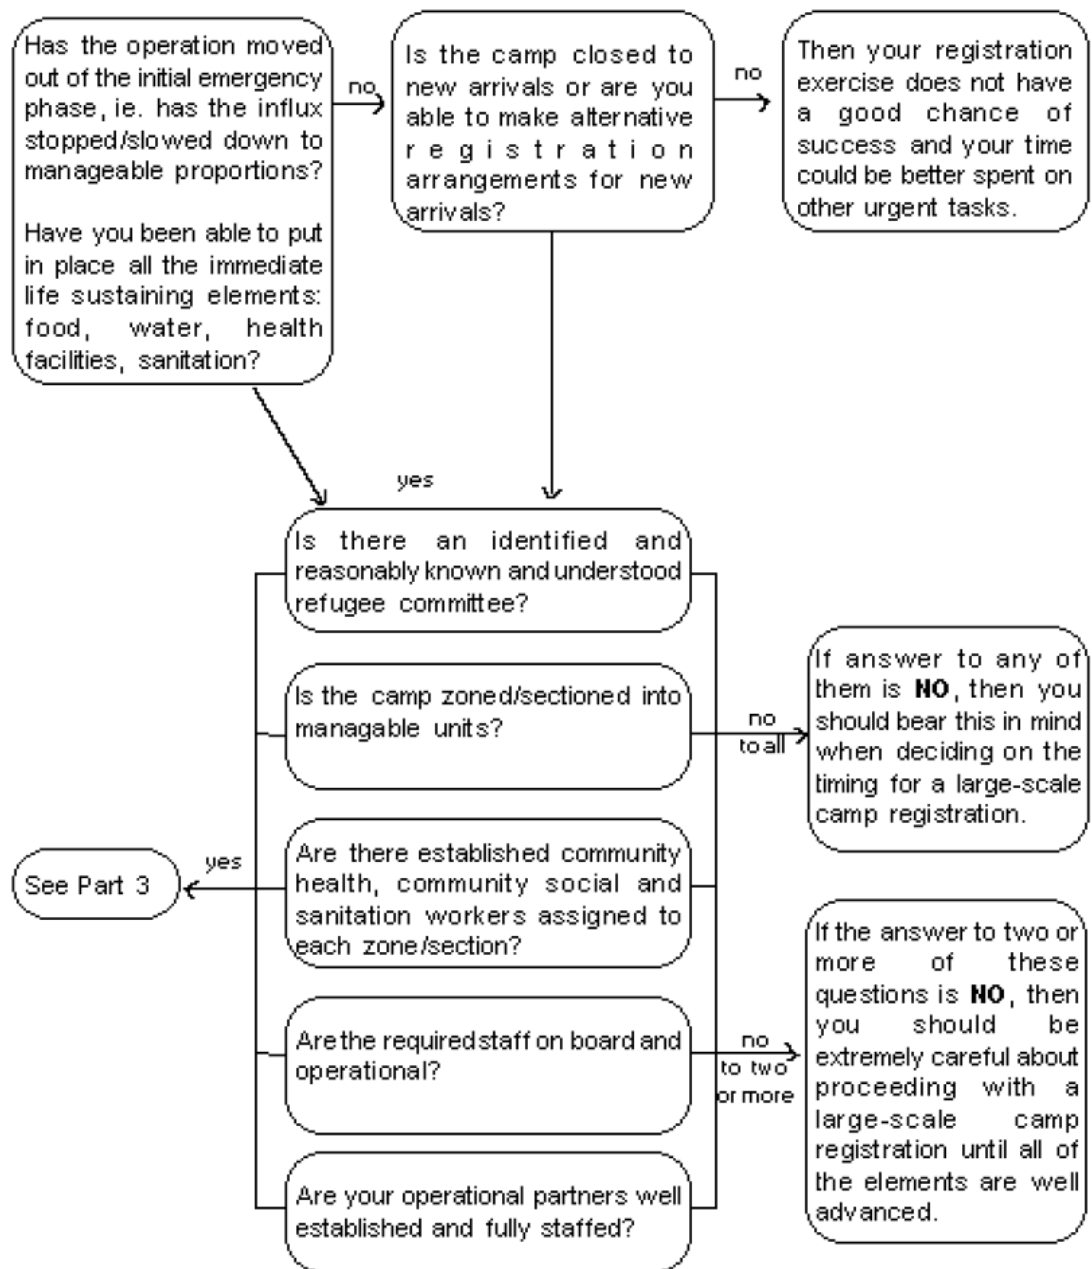 Has the operation moved
out of the initial emergency
phase, ie. has the influx
stopped/slowed down to
manageable proportions?
Have you been able to put
in place all the immediate
life sustaining elements:
food, water, health
facilities, sanitation?
no
Is the camp closed to
new arrivals or are you
able to make alternative
registration
arrangements for new
arrivals?
no
Then your registration
exercise does not have
a good chance of
success and your time
could be better spent on
other urgent tasks.
yes
Is there an identified and
reasonably known and understood
refugee committee?
Is the camp zoned/sectioned into
managable units?
Are there established community
health, community social and
sanitation workers assigned to
each zone/section?
Are the required staff on board and
operational?
Are your operational partners well
established and fully staffed?
yes
See Part 3
no
to all
If answer to any of
them is NO, then you
should bear this in mind
when deciding on the
timing for a large-scale
camp registration.
no
to two
or more
If the answer to two or
more of these
questions is NO, then
you should be
extremely careful about
proceeding with a
large-scale camp
registration until all of
the elements are well
advanced.